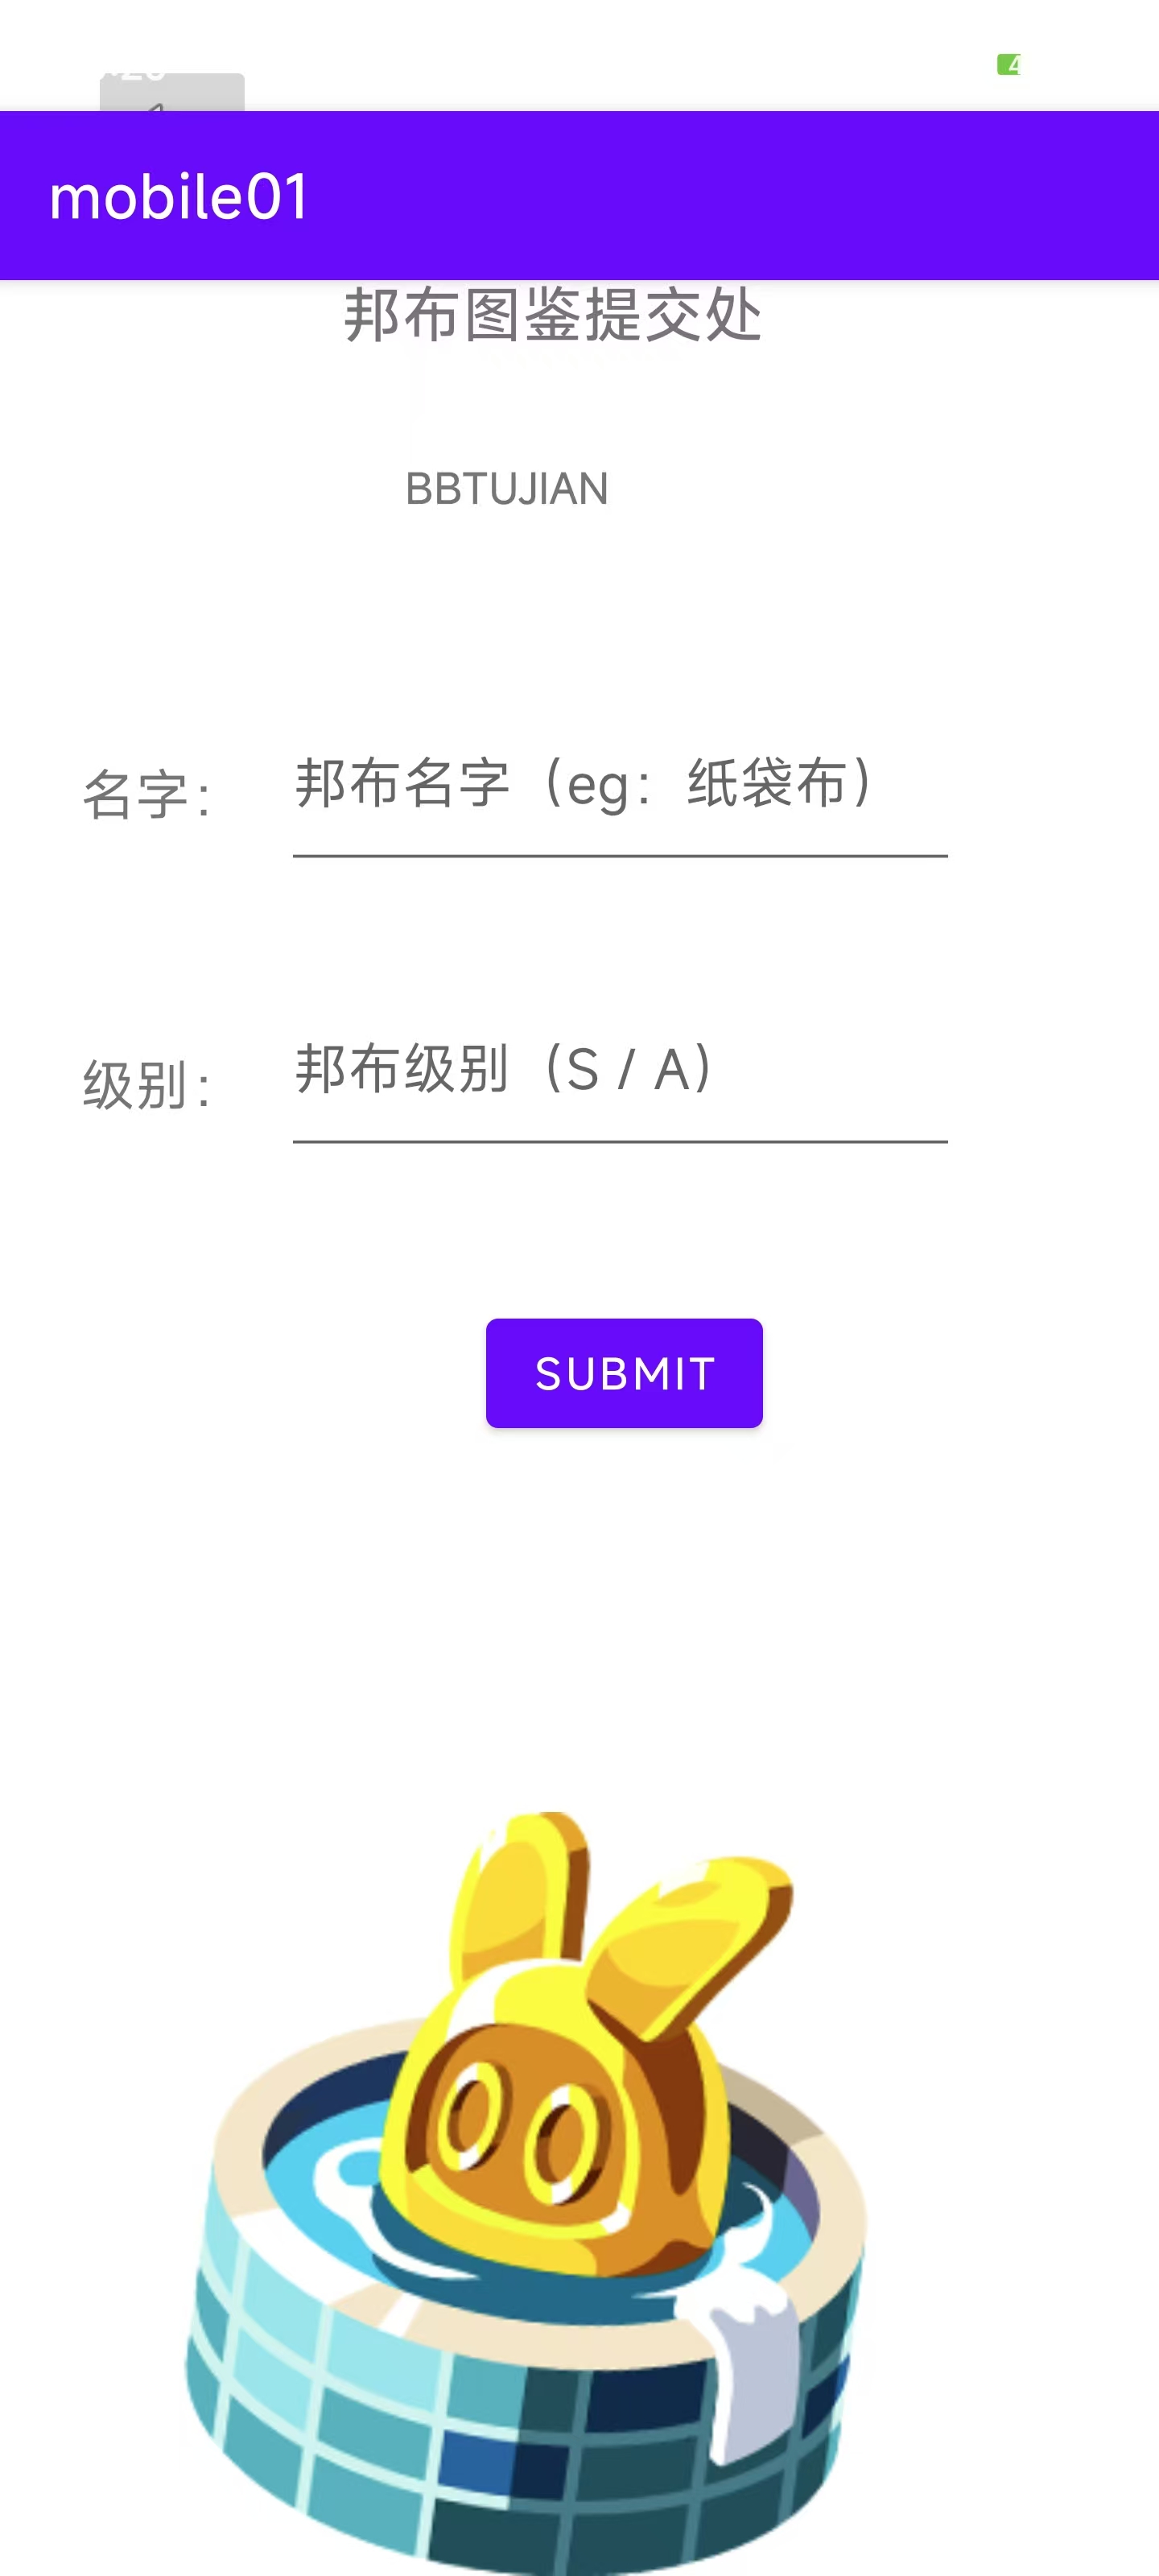 mobile01
邦布图鉴提交处
BBTUJIAN
名字：
邦布名字（eg：纸袋布）
级别：
邦布级别（S / A）
SUBMIT